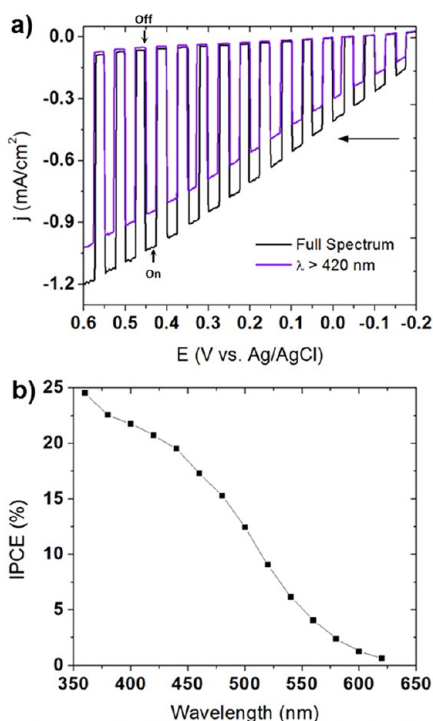 a)
Off
0.0
-0.3
-0.6
-0.9
-1.2
j (mA/cm²)
On
Full Spectrum
λ > 420 nm
0.6 0.5 0.4 0.3 0.2 0.1 0.0 -0.1 -0.2
E (V vs. Ag/AgCl)
b)
25
20
15
10
5
0
IPCE (%)
350 400 450 500 550 600 650
Wavelength (nm)